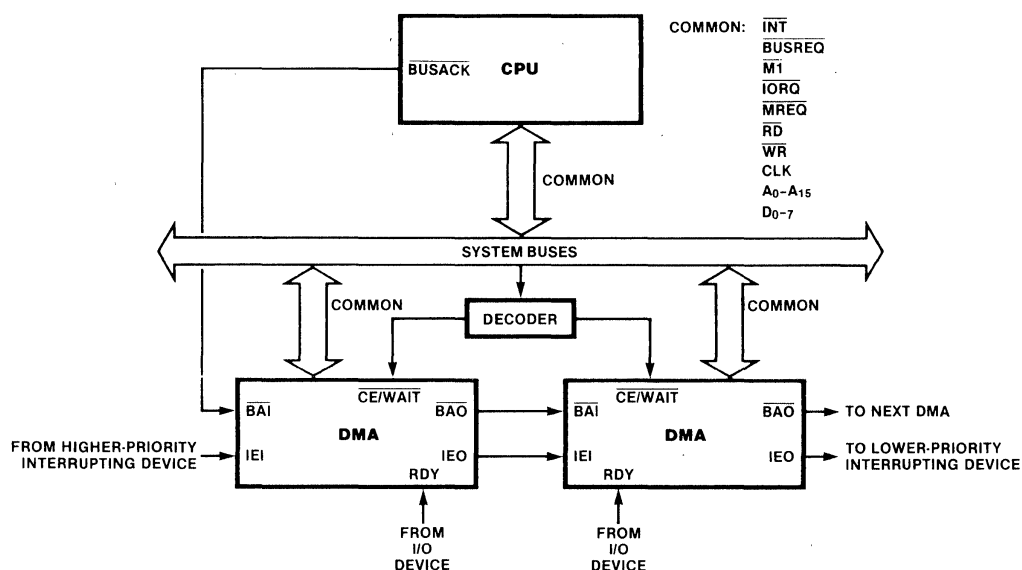 COMMON: INT
BUSREQ
M1
IORQ
MREQ
RD
WR
CLK
A0-A15
D0-7
BUSACK CPU
COMMON
SYSTEM BUSES
COMMON
DECODER
COMMON
CE/WAIT
CE/WAIT
BAI
BAO
BAI
BAO
TO NEXT DMA
DMA
DMA
FROM HIGHER-PRIORITY
INTERRUPTING DEVICE
IEI
IEO
IEI
IEO
TO LOWER-PRIORITY
INTERRUPTING DEVICE
RDY
RDY
FROM
I/O
DEVICE
FROM
I/O
DEVICE